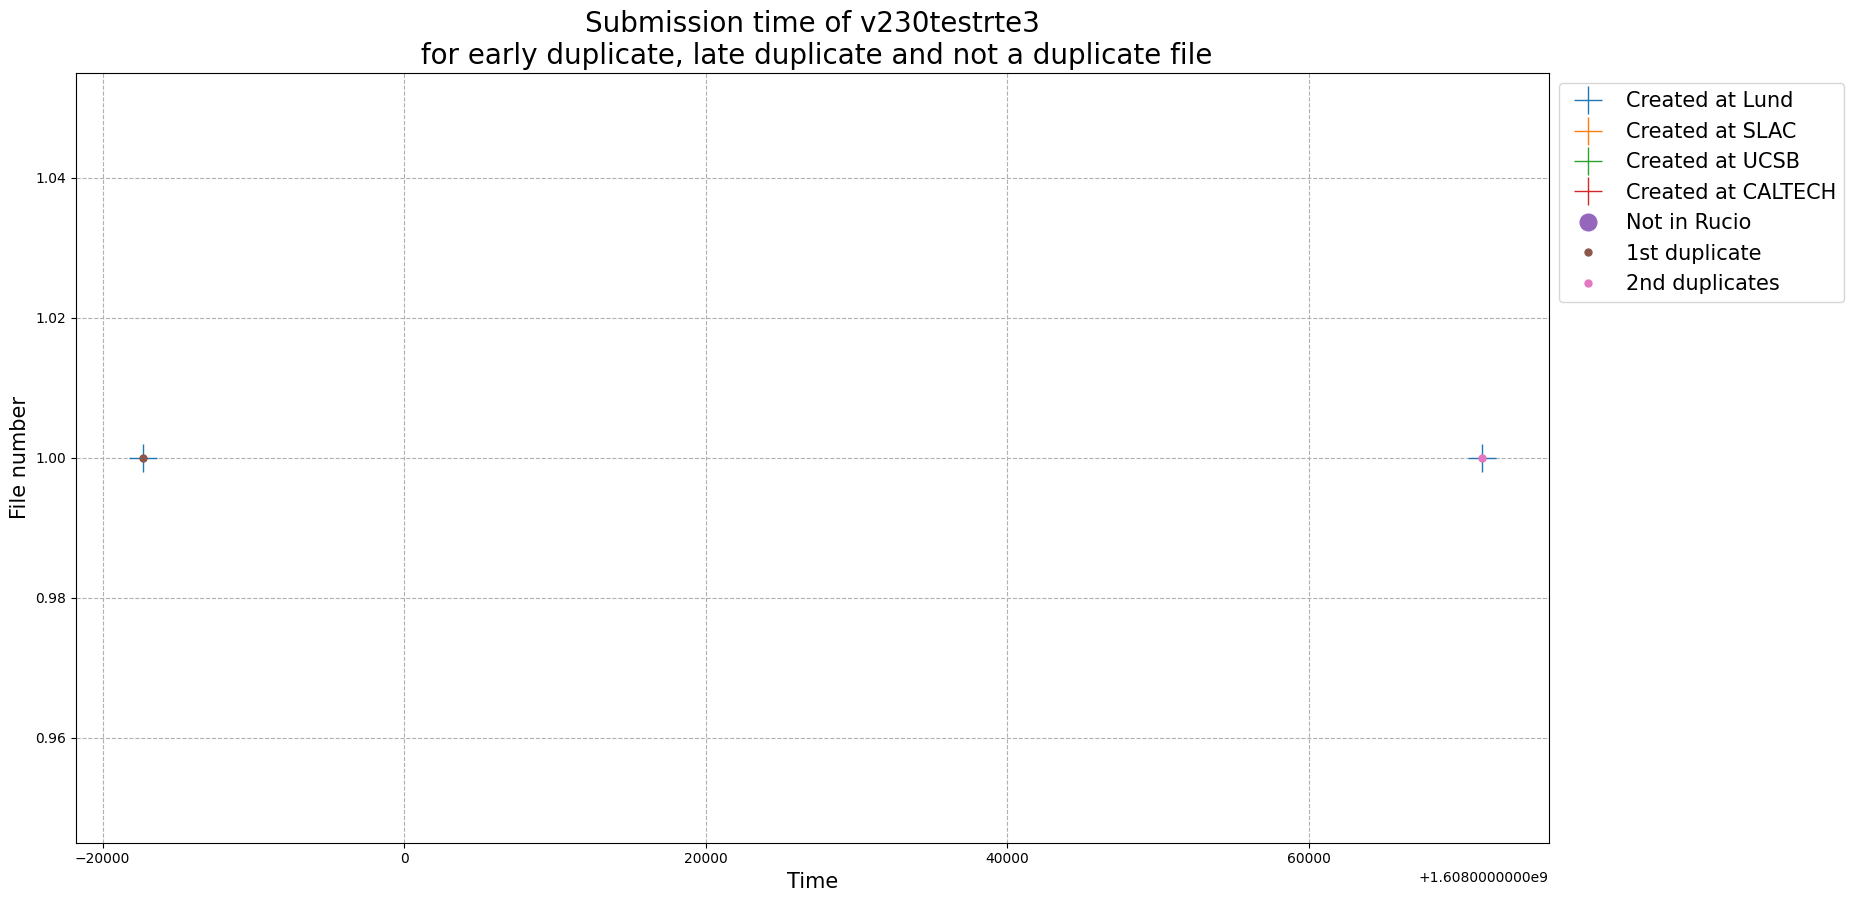 Submission time of v230testrte3
for early duplicate, late duplicate and not a duplicate file
Created at Lund
Created at SLAC
Created at UCSB
Created at CALTECH
Not in Rucio
1st duplicate
2nd duplicates
File number
1.04
1.02
1.00
0.98
0.96
−20000
0
20000
40000
60000
Time
+1.6080000000e9